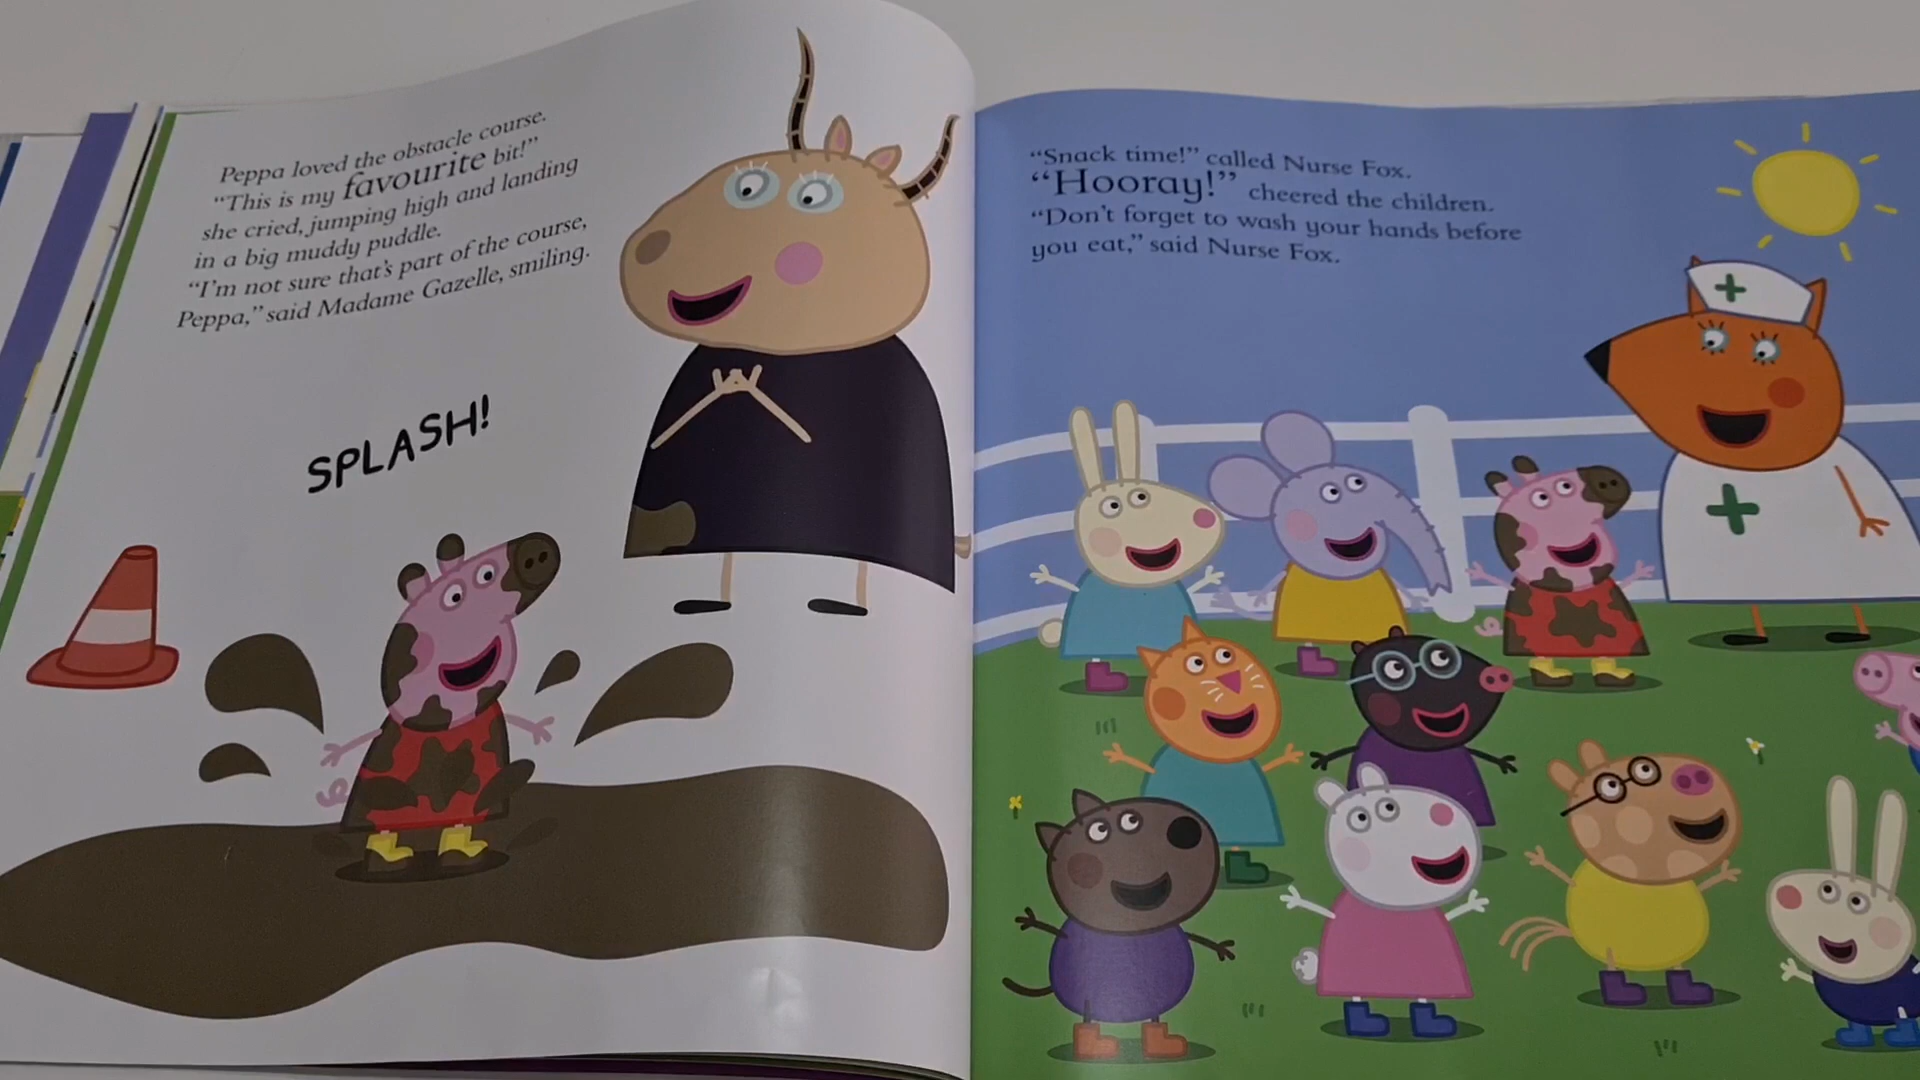 Peppa loved the obstacle course.
“This is my favourite bit!”
she cried, jumping high and landing
in a big muddy puddle.
“I’m not sure that’s part of the course,
Peppa,” said Madame Gazelle, smiling.
SPLASH!
“Snack time!” called Nurse Fox.
“Hooray!” cheered the children.
“Don’t forget to wash your hands before
you eat,” said Nurse Fox.